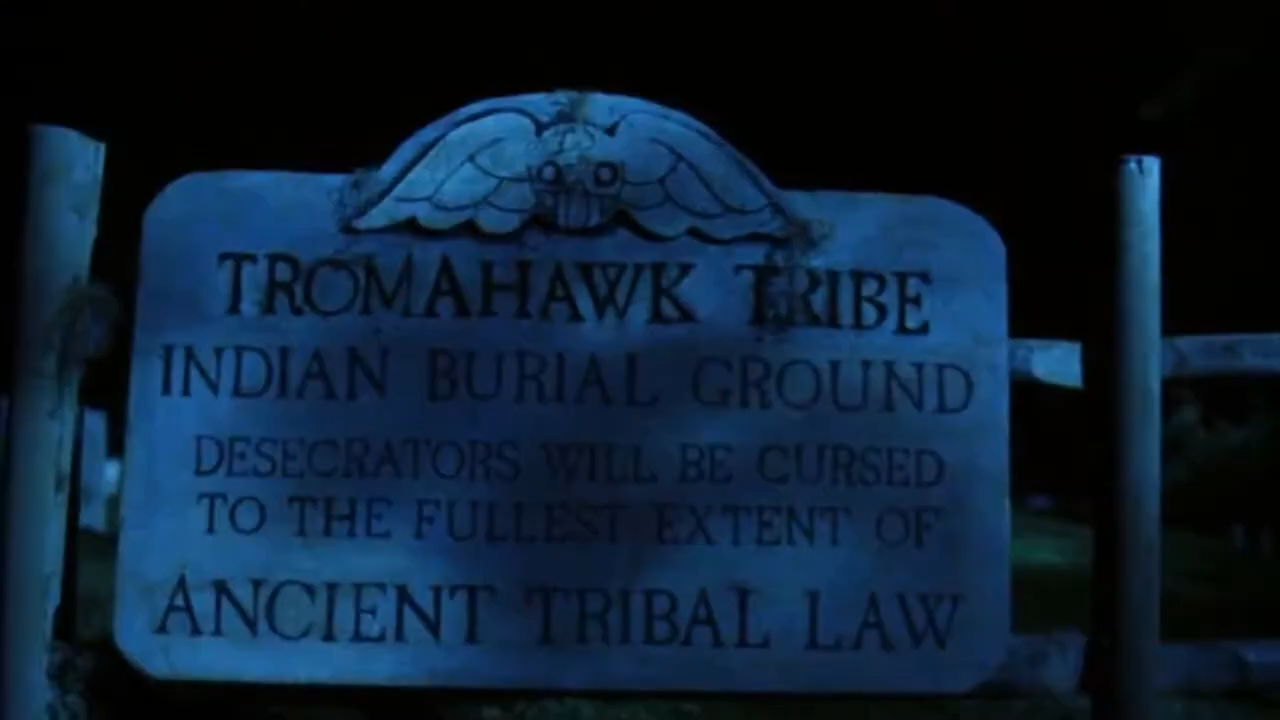 TROMAHAWK TRIBE
INDIAN BURIAL GROUND
DESECRATORS WILL BE CURSED
TO THE FULLEST EXTENT OF
ANCIENT TRIBAL LAW